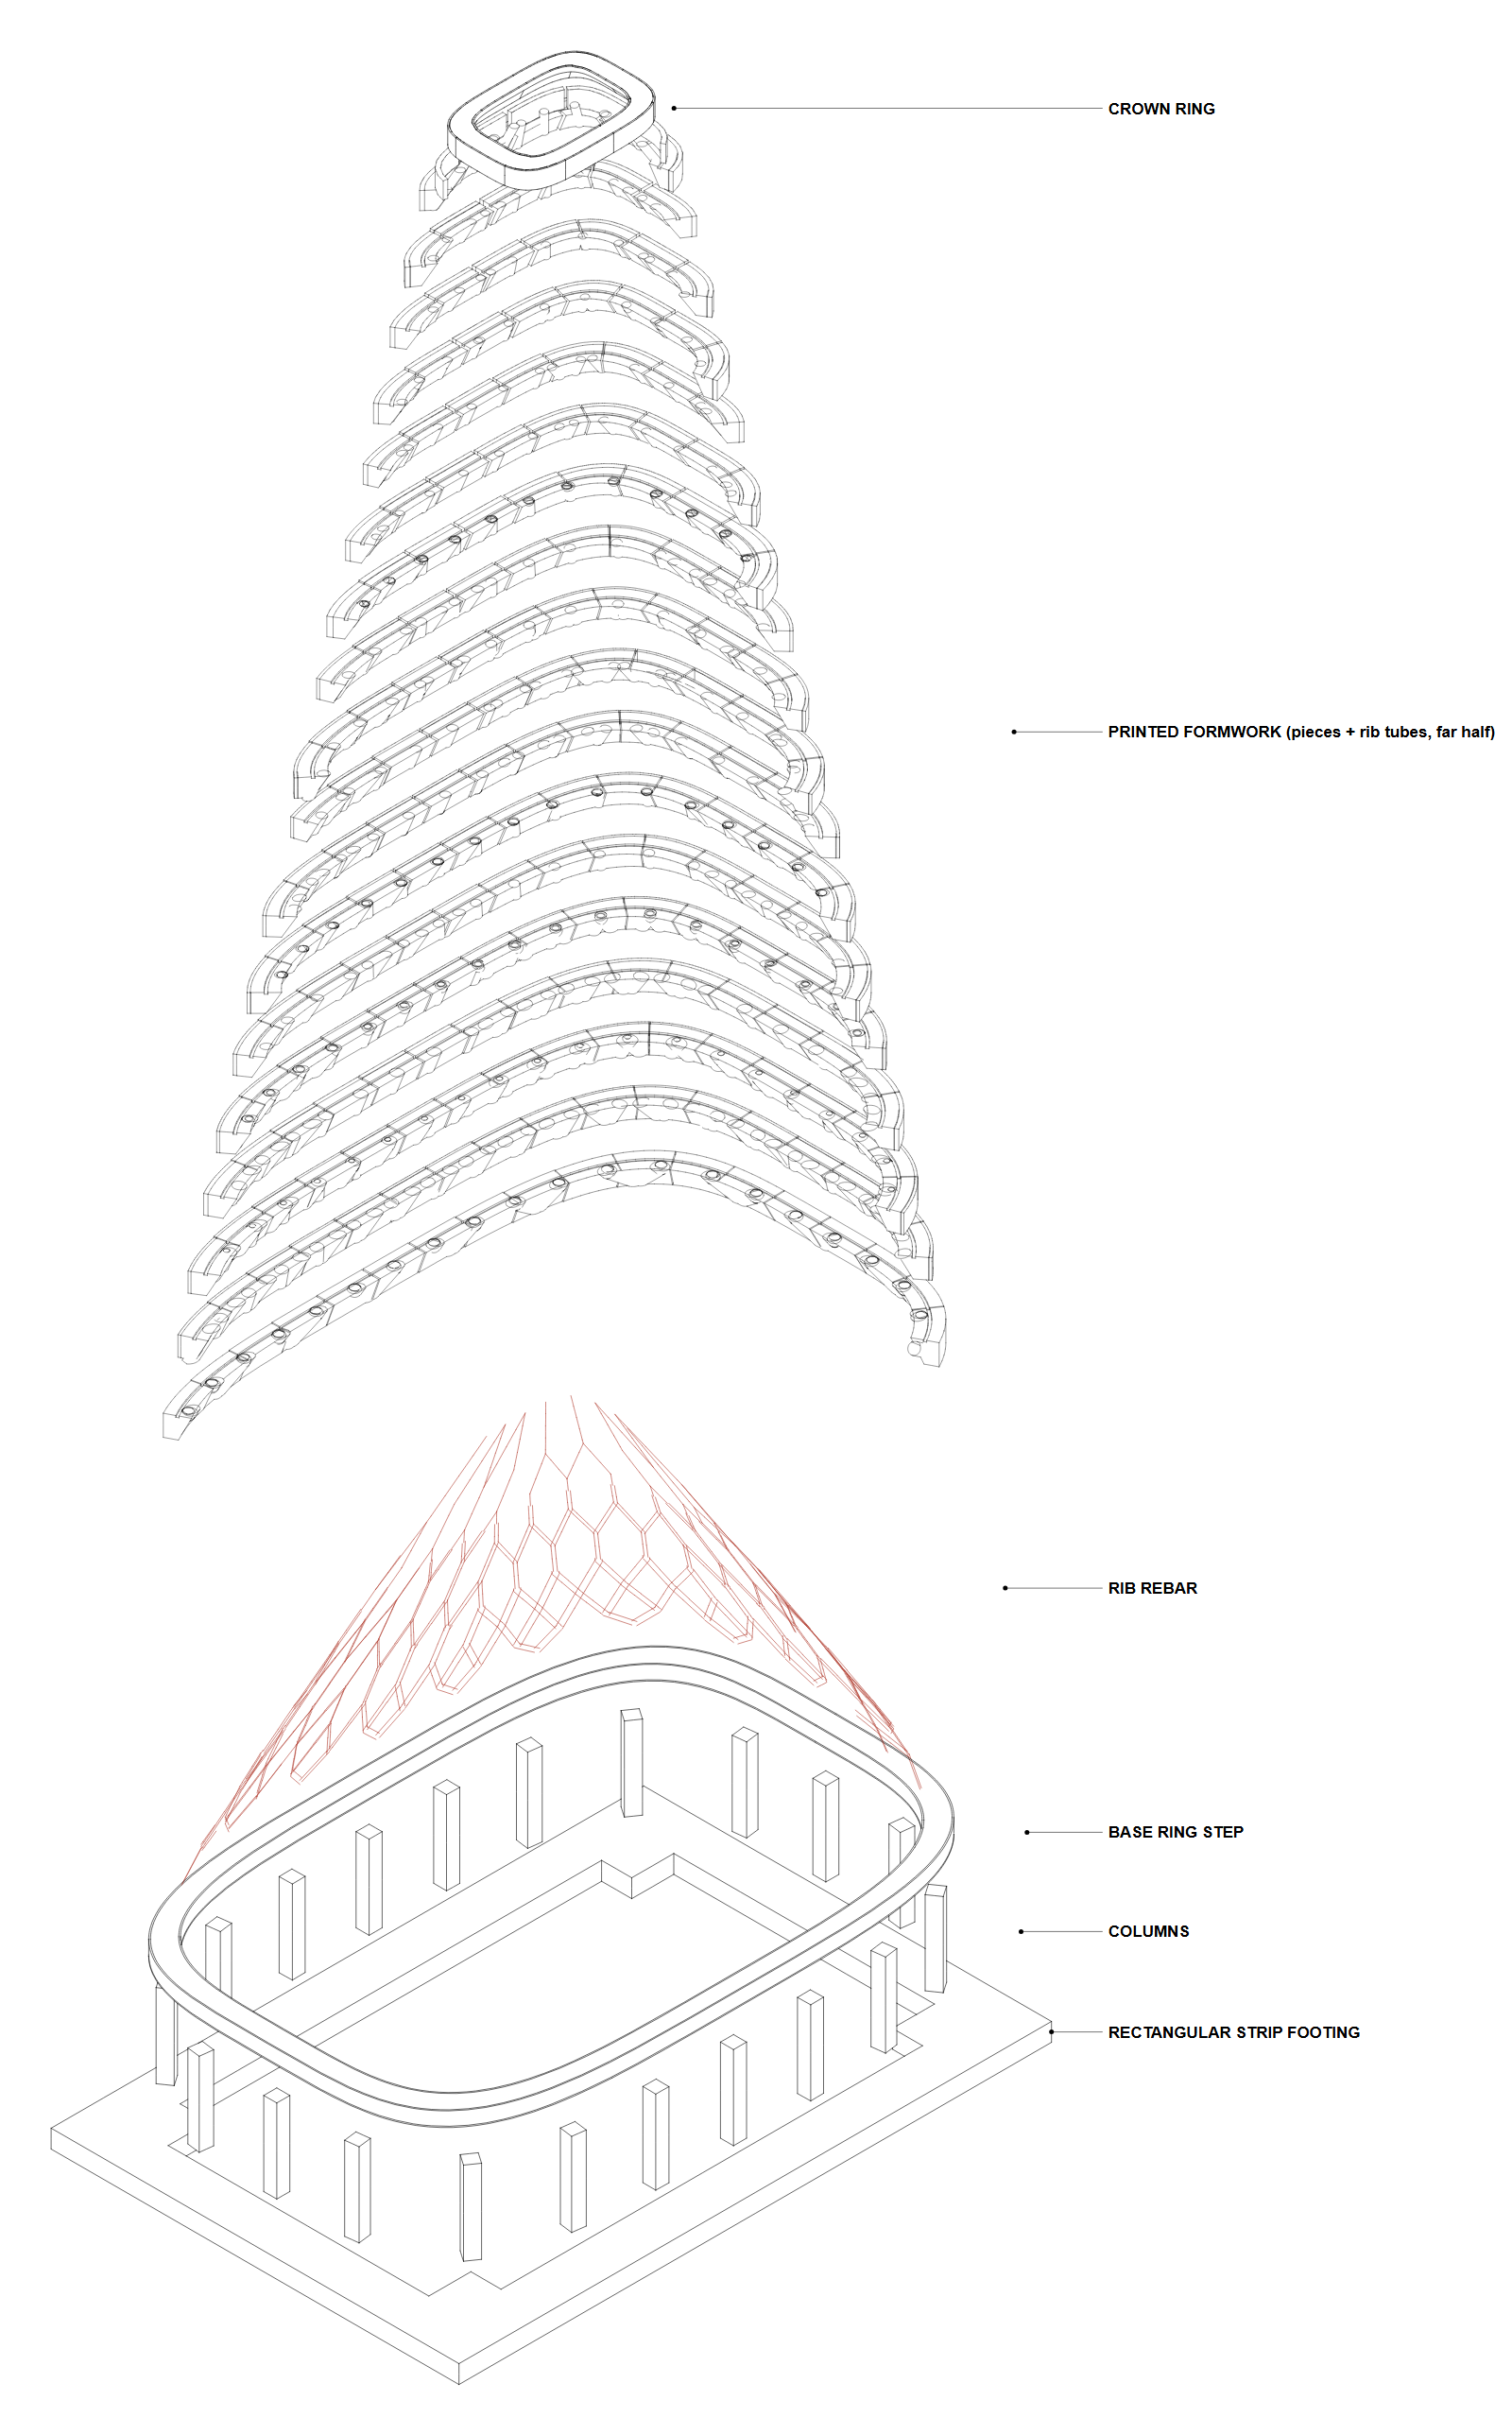 CROWN RING
PRINTED FORMWORK (pieces + rib tubes, far half)
RIB REBAR
BASE RING STEP
COLUMNS
RECTANGULAR STRIP FOOTING